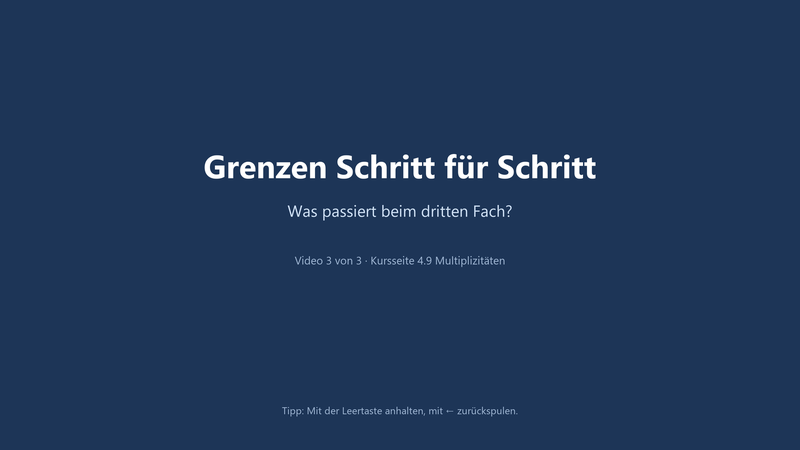 Grenzen Schritt für Schritt
Was passiert beim dritten Fach?
Video 3 von 3 · Kursseite 4.9 Multiplizitäten
Tipp: Mit der Leertaste anhalten, mit ← zurückspulen.